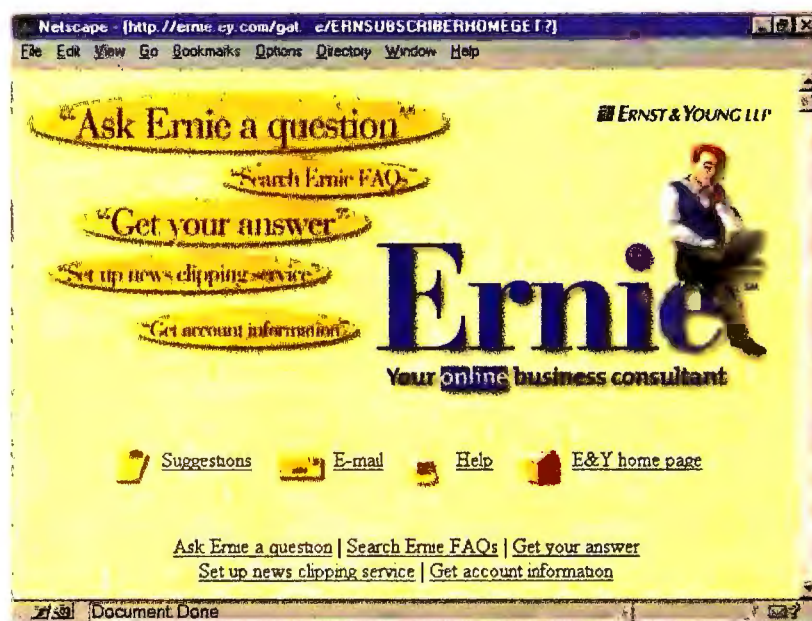 Netscape - [http://ernie.ey.com/gat e/ERNSUBSCRIBERHOMEGET?]
File Edit View Go Bookmarks Options Directory Window Help
"Ask Ernie a question"
ERNST & YOUNG LLP
"Search Ernie FAQs"
"Get your answer"
"Set up news clipping service"
"Get account information"
Ernie SM
Your online business consultant
Suggestions E-mail Help E&Y home page
Ask Ernie a question | Search Ernie FAQs | Get your answer
Set up news clipping service | Get account information
Document Done